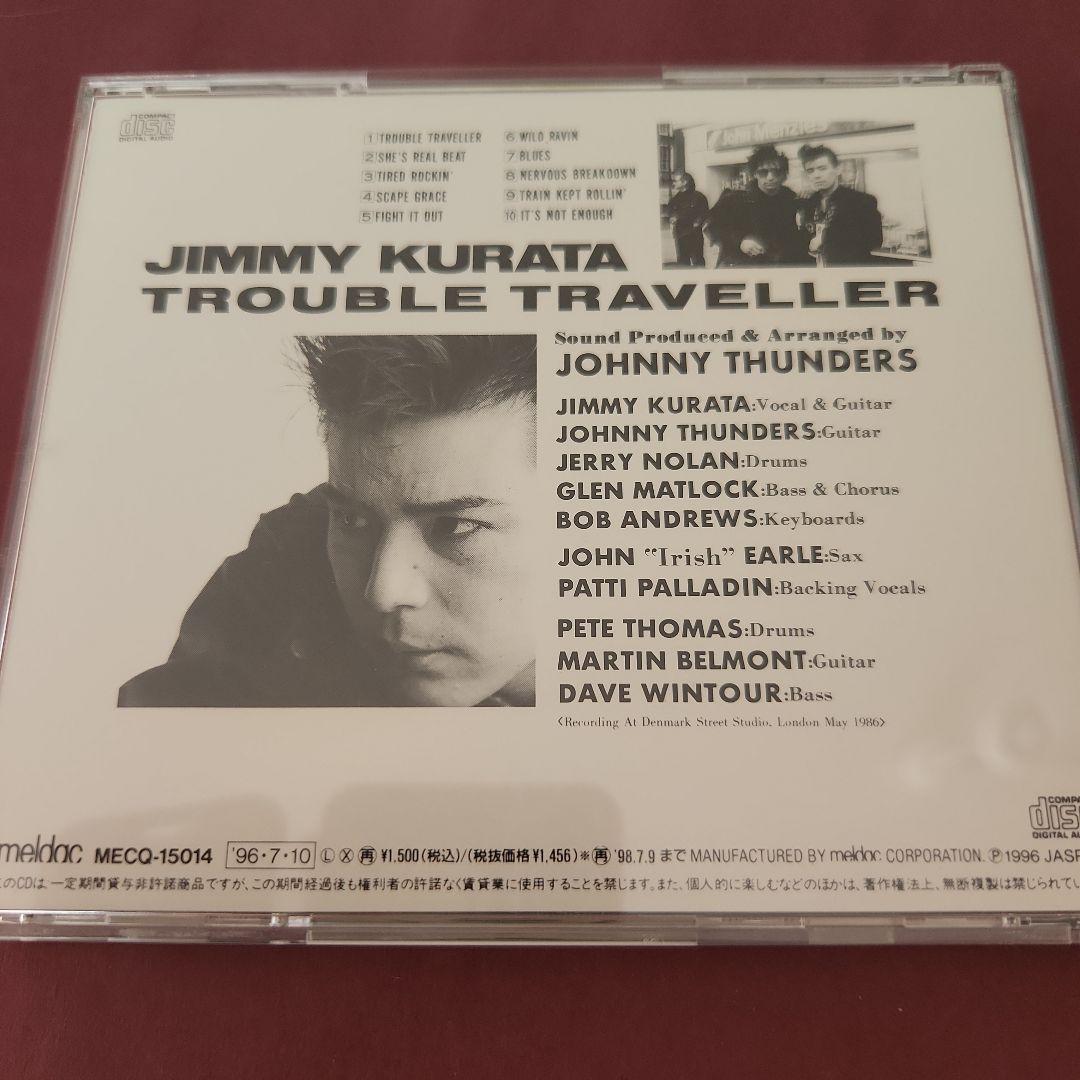 COMPACT
disc
DIGITAL AUDIO
1 TROUBLE TRAVELLER
2 SHE'S REAL BEAT
3 TIRED ROCKIN'
4 SCAPE GRACE
5 FIGHT IT OUT
6 WILD RAVIN
7 BLUES
8 NERVOUS BREAKDOWN
9 TRAIN KEPT ROLLIN'
10 IT'S NOT ENOUGH
John Menzies
JIMMY KURATA
TROUBLE TRAVELLER
Sound Produced & Arranged by
JOHNNY THUNDERS
JIMMY KURATA:Vocal & Guitar
JOHNNY THUNDERS:Guitar
JERRY NOLAN:Drums
GLEN MATLOCK:Bass & Chorus
BOB ANDREWS:Keyboards
JOHN "Irish" EARLE:Sax
PATTI PALLADIN:Backing Vocals
PETE THOMAS:Drums
MARTIN BELMONT:Guitar
DAVE WINTOUR:Bass
<Recording At Denmark Street Studio. London May 1986>
COMPA
disc
DIGITAL AU
meldac MECQ-15014 '96・7・10 Ⓛ Ⓧ ㊢ ¥1,500(税込)/(税抜価格¥1,456)※㊢'98.7.9 まで MANUFACTURED BY meldac CORPORATION. Ⓟ1996 JASR
このCDは、一定期間貸与非許諾商品ですが、この期間経過後も権利者の許諾なく賃貸業に使用することを禁じます。また、個人的に楽しむなどのほかは、著作権法上、無断複製は禁じられてい